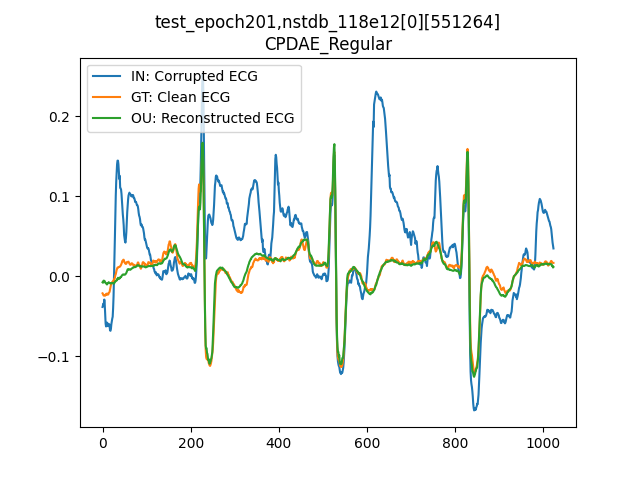 test_epoch201,nstdb_118e12[0][551264]
CPDAE_Regular
IN: Corrupted ECG
GT: Clean ECG
OU: Reconstructed ECG
0.2
0.1
0.0
−0.1
0 200 400 600 800 1000